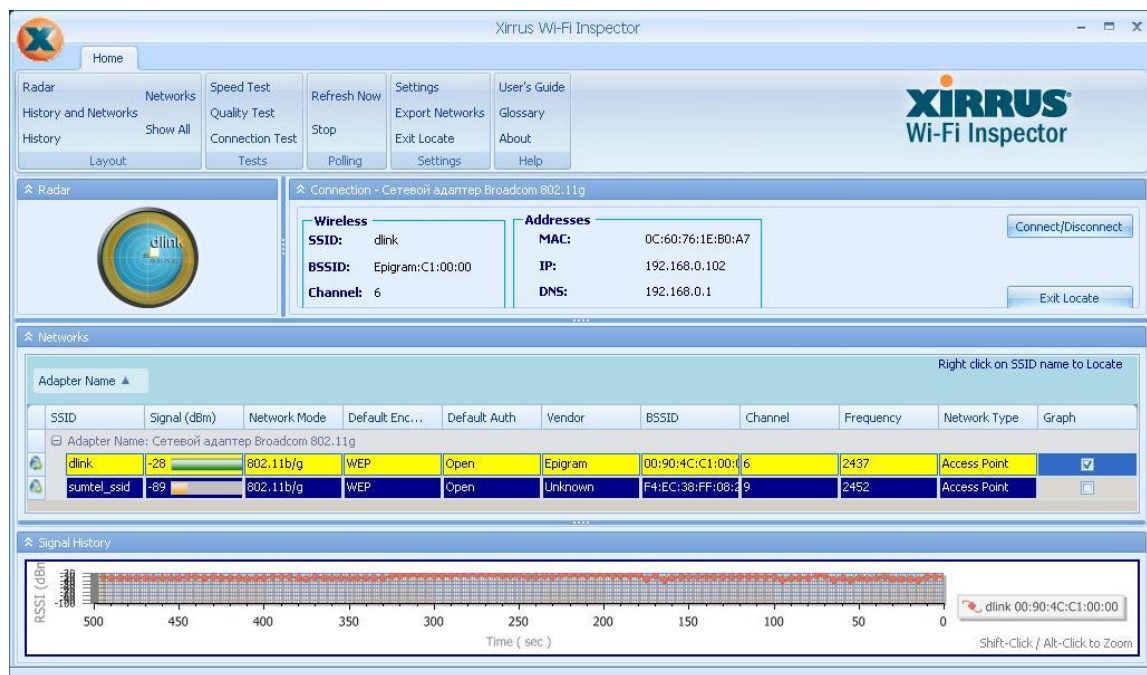 Xirrus Wi-Fi Inspector
Home
Radar
History and Networks
History
Networks
Show All
Layout
Speed Test
Quality Test
Connection Test
Tests
Refresh Now
Stop
Polling
Settings
Export Networks
Exit Locate
Settings
User's Guide
Glossary
About
Help
XIRRUS
Wi-Fi Inspector
Radar
dlink
Connection - Сетевой адаптер Broadcom 802.11g
Wireless
SSID: dlink
BSSID: Epigram:C1:00:00
Channel: 6
Addresses
MAC: 0C:60:76:1E:B0:A7
IP: 192.168.0.102
DNS: 192.168.0.1
Connect/Disconnect
Exit Locate
Networks
Right click on SSID name to Locate
Adapter Name
SSID Signal (dBm) Network Mode Default Enc... Default Auth Vendor BSSID Channel Frequency Network Type Graph
Adapter Name: Сетевой адаптер Broadcom 802.11g
dlink -28 802.11b/g WEP Open Epigram 00:90:4C:C1:00:0 6 2437 Access Point
sumtel_ssid -89 802.11b/g WEP Open Unknown F4:EC:38:FF:08:2 9 2452 Access Point
Signal History
RSSI (dBm
-100
500 450 400 350 300 250 200 150 100 50 0
Time ( sec )
dlink 00:90:4C:C1:00:00
Shift-Click / Alt-Click to Zoom